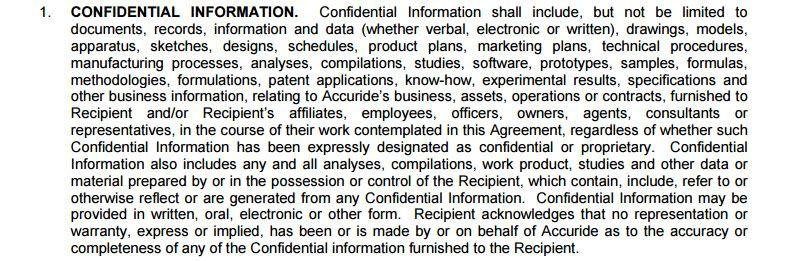 1. CONFIDENTIAL INFORMATION. Confidential Information shall include, but not be limited to
documents, records, information and data (whether verbal, electronic or written), drawings, models,
apparatus, sketches, designs, schedules, product plans, marketing plans, technical procedures,
manufacturing processes, analyses, compilations, studies, software, prototypes, samples, formulas,
methodologies, formulations, patent applications, know-how, experimental results, specifications and
other business information, relating to Accuride's business, assets, operations or contracts, furnished to
Recipient and/or Recipient's affiliates, employees, officers, owners, agents, consultants or
representatives, in the course of their work contemplated in this Agreement, regardless of whether such
Confidential Information has been expressly designated as confidential or proprietary. Confidential
Information also includes any and all analyses, compilations, work product, studies and other data or
material prepared by or in the possession or control of the Recipient, which contain, include, refer to or
otherwise reflect or are generated from any Confidential Information. Confidential Information may be
provided in written, oral, electronic or other form. Recipient acknowledges that no representation or
warranty, express or implied, has been or is made by or on behalf of Accuride as to the accuracy or
completeness of any of the Confidential information furnished to the Recipient.